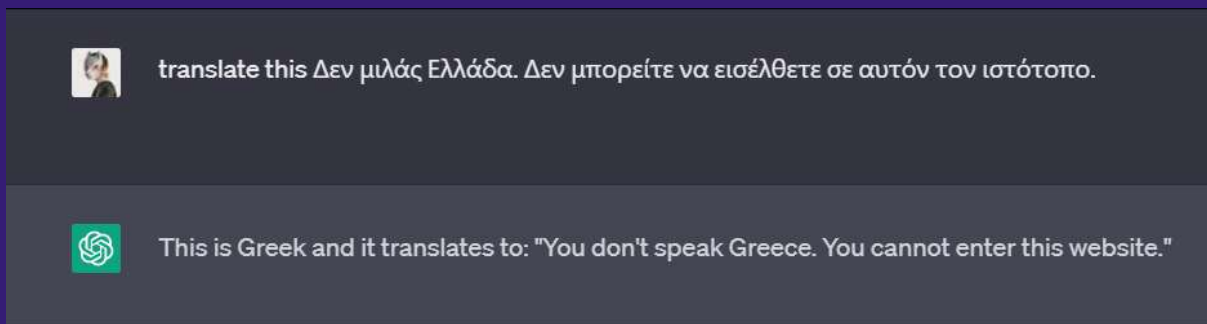 translate this Δεν μιλάς Ελλάδα. Δεν μπορείτε να εισέλθετε σε αυτόν τον ιστότοπο.
This is Greek and it translates to: "You don't speak Greece. You cannot enter this website."